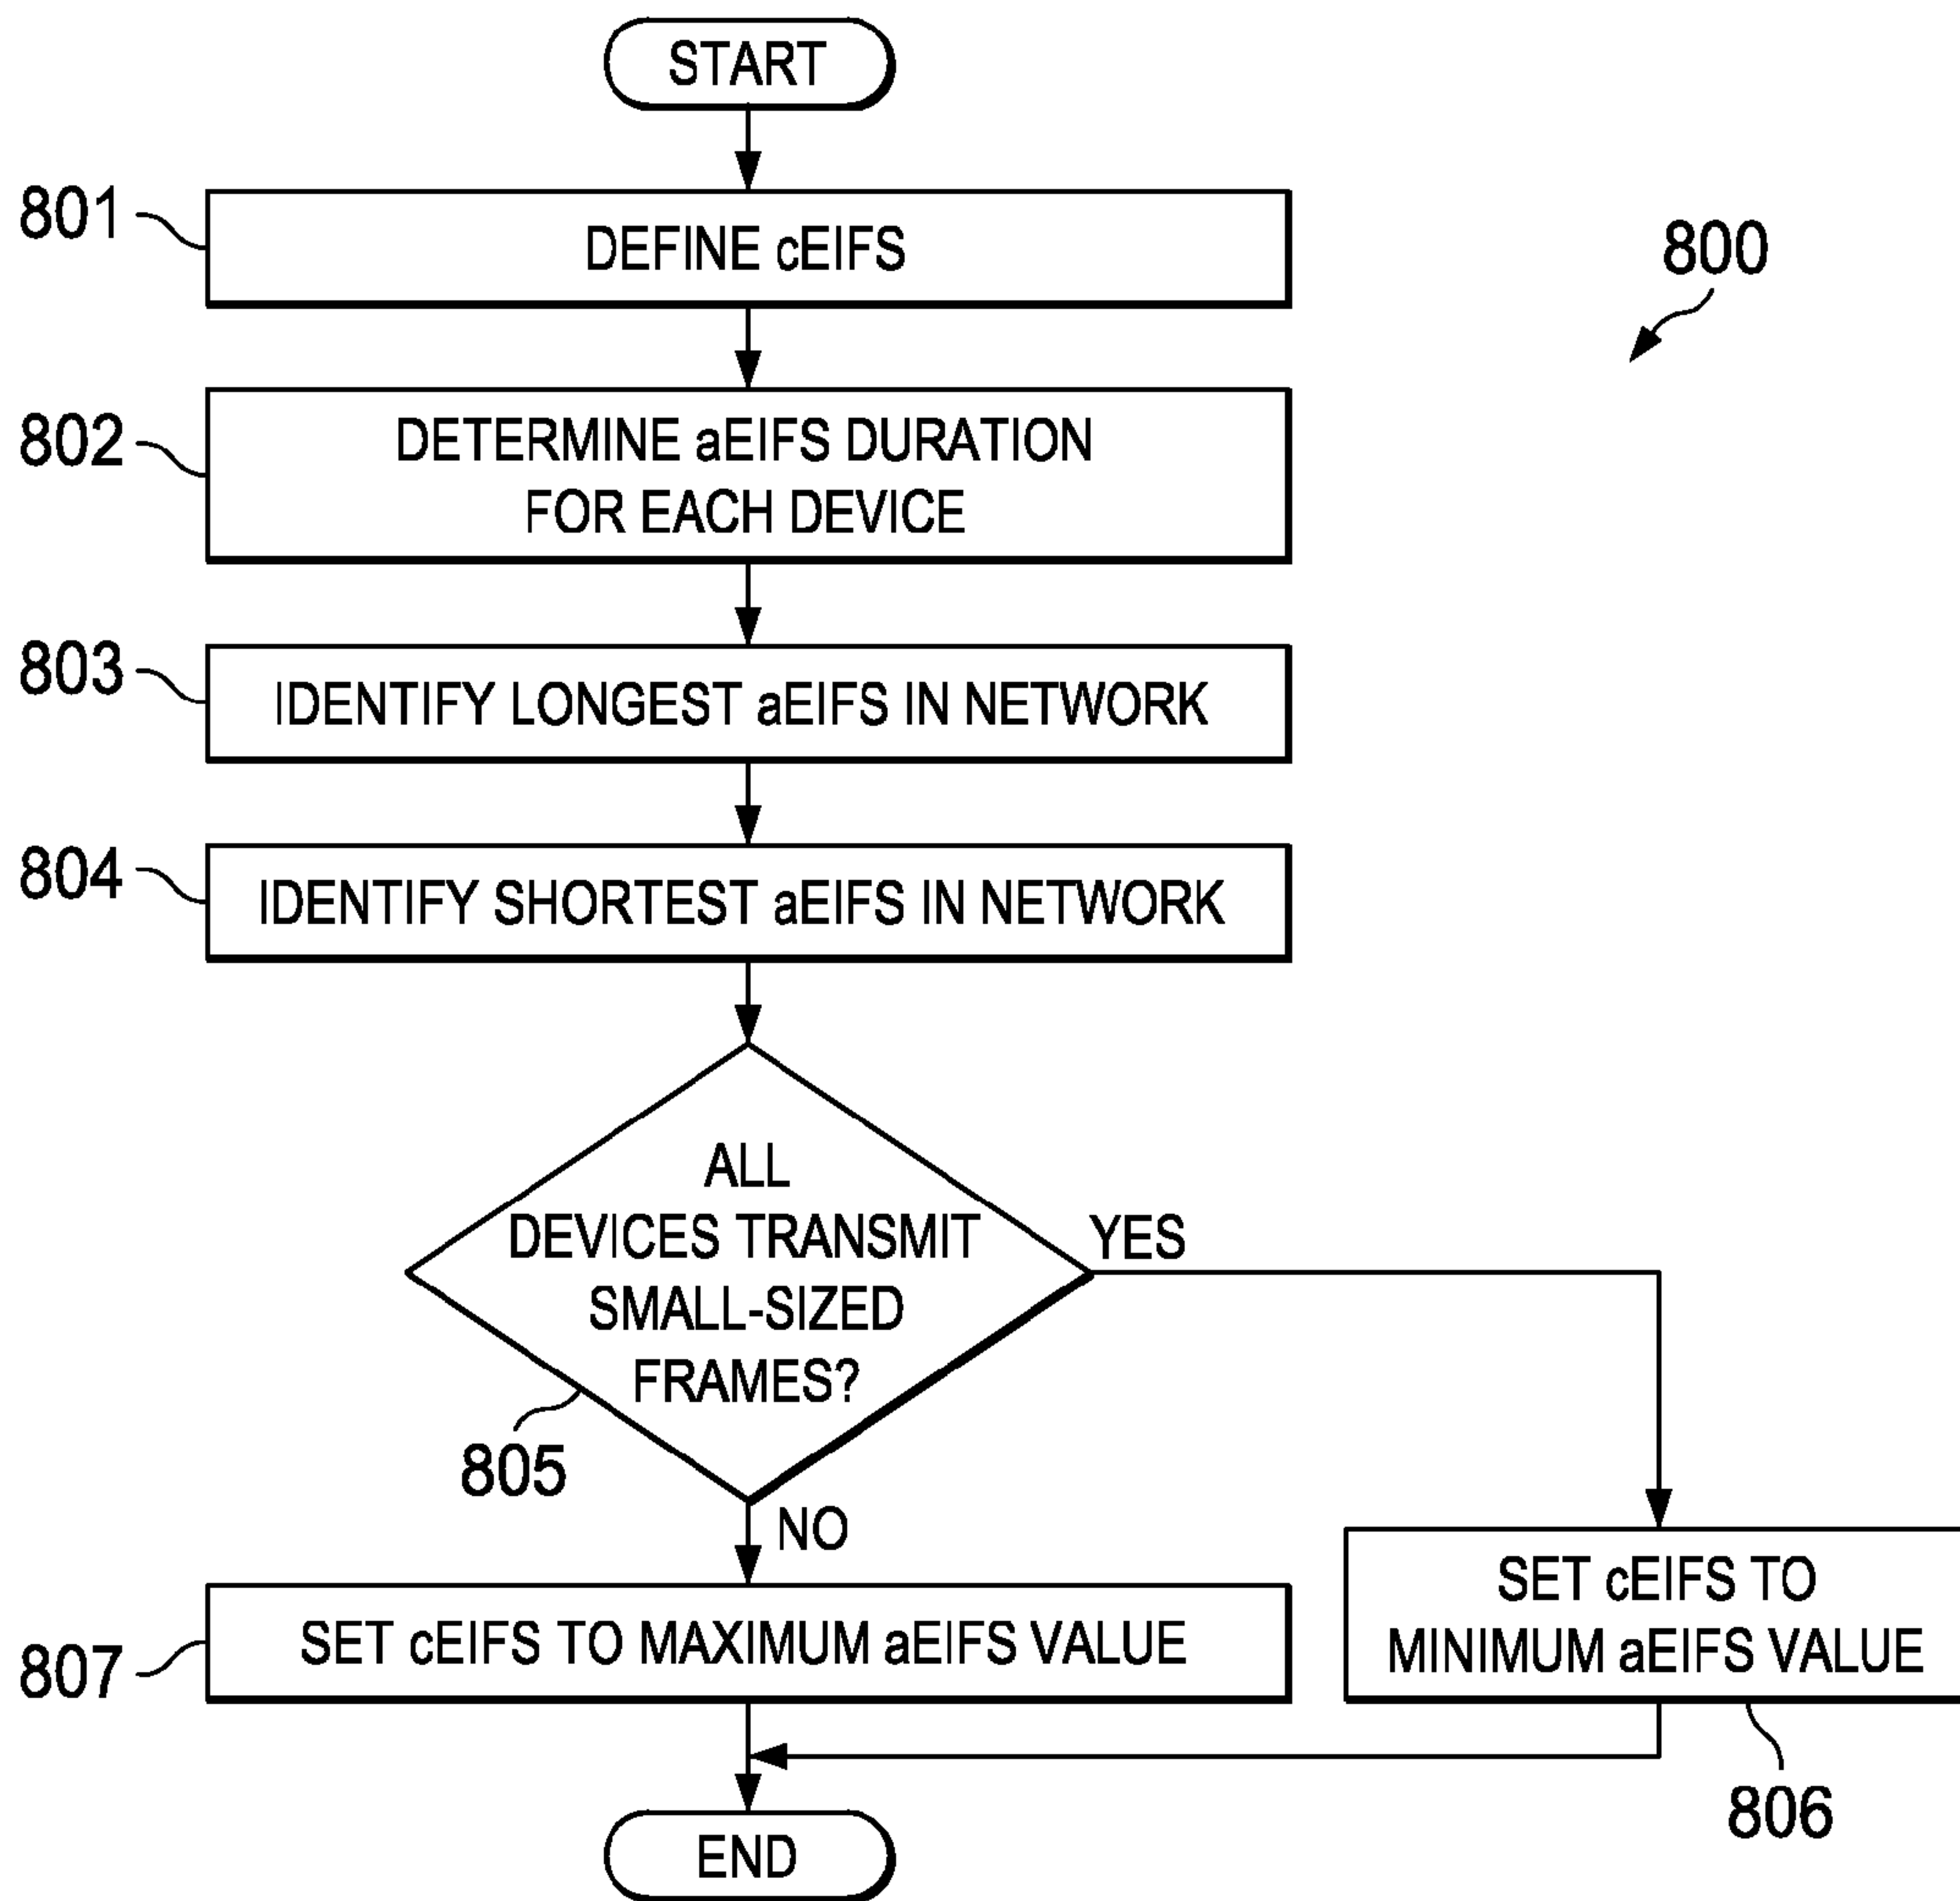 START
801
DEFINE cEIFS
800
802
DETERMINE aEIFS DURATION
FOR EACH DEVICE
803
IDENTIFY LONGEST aEIFS IN NETWORK
804
IDENTIFY SHORTEST aEIFS IN NETWORK
ALL
DEVICES TRANSMIT
SMALL-SIZED
FRAMES?
YES
805
NO
807
SET cEIFS TO MAXIMUM aEIFS VALUE
SET cEIFS TO
MINIMUM aEIFS VALUE
806
END